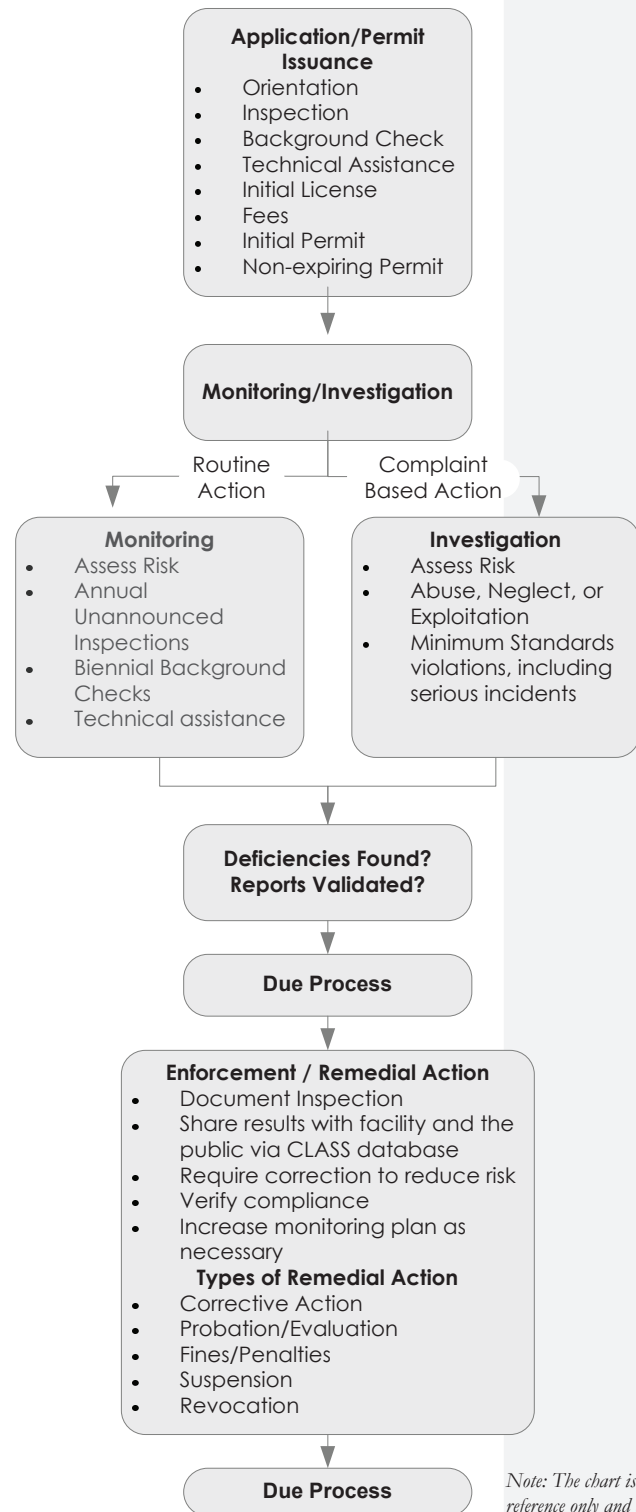 Application/Permit
Issuance
• Orientation
• Inspection
• Background Check
• Technical Assistance
• Initial License
• Fees
• Initial Permit
• Non-expiring Permit
Monitoring/Investigation
Routine
Action
Complaint
Based Action
Monitoring
• Assess Risk
• Annual
Unannounced
Inspections
• Biennial Background
Checks
• Technical assistance
Investigation
• Assess Risk
• Abuse, Neglect, or
Exploitation
• Minimum Standards
violations, including
serious incidents
Deficiencies Found?
Reports Validated?
Due Process
Enforcement / Remedial Action
• Document Inspection
• Share results with facility and the
public via CLASS database
• Require correction to reduce risk
• Verify compliance
• Increase monitoring plan as
necessary
Types of Remedial Action
• Corrective Action
• Probation/Evaluation
• Fines/Penalties
• Suspension
• Revocation
Due Process
Note: The chart is
reference only and